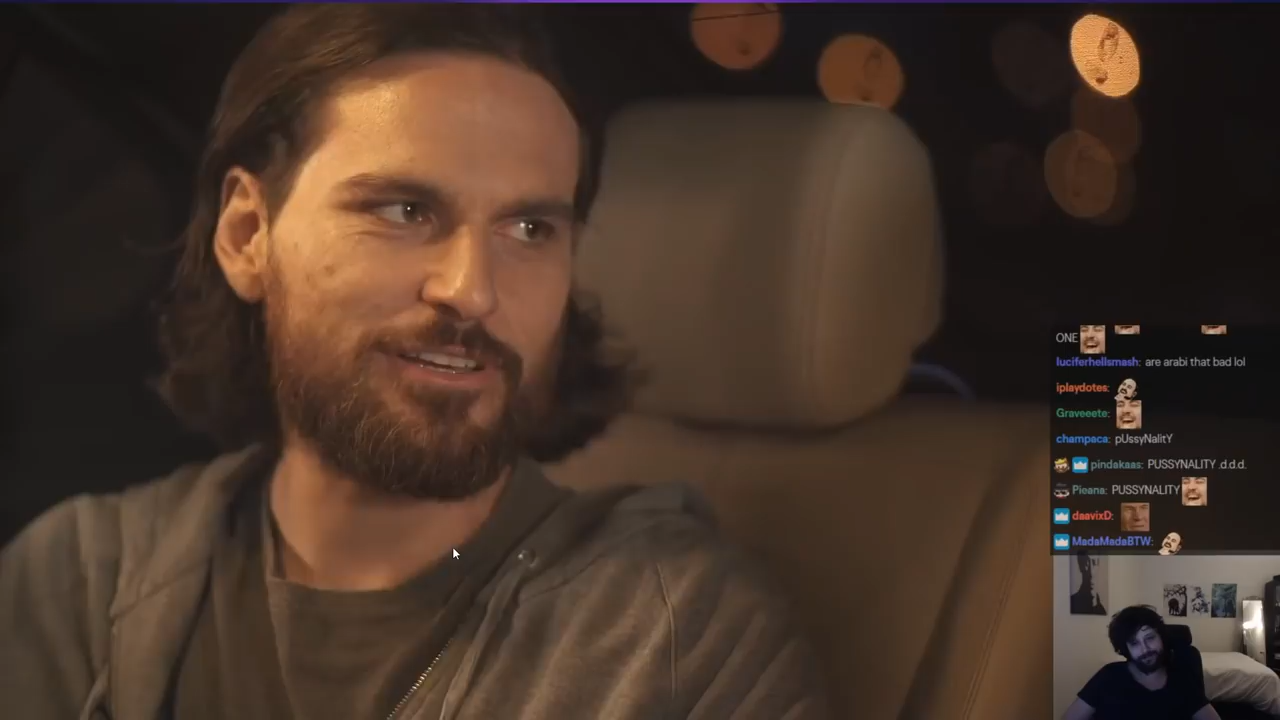 ONE
luciferhellsmash: are arabi that bad lol
iplaydotes:
Graveeete:
champaca: pUssyNalitY
pindakaas: PUSSYNALITY .d.d.d.
Pieana: PUSSYNALITY
daavixD:
MadaMadaBTW: